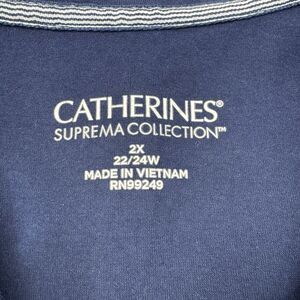 CATHERINES®
SUPREMA COLLECTION™
2X
22/24W
MADE IN VIETNAM
RN99249